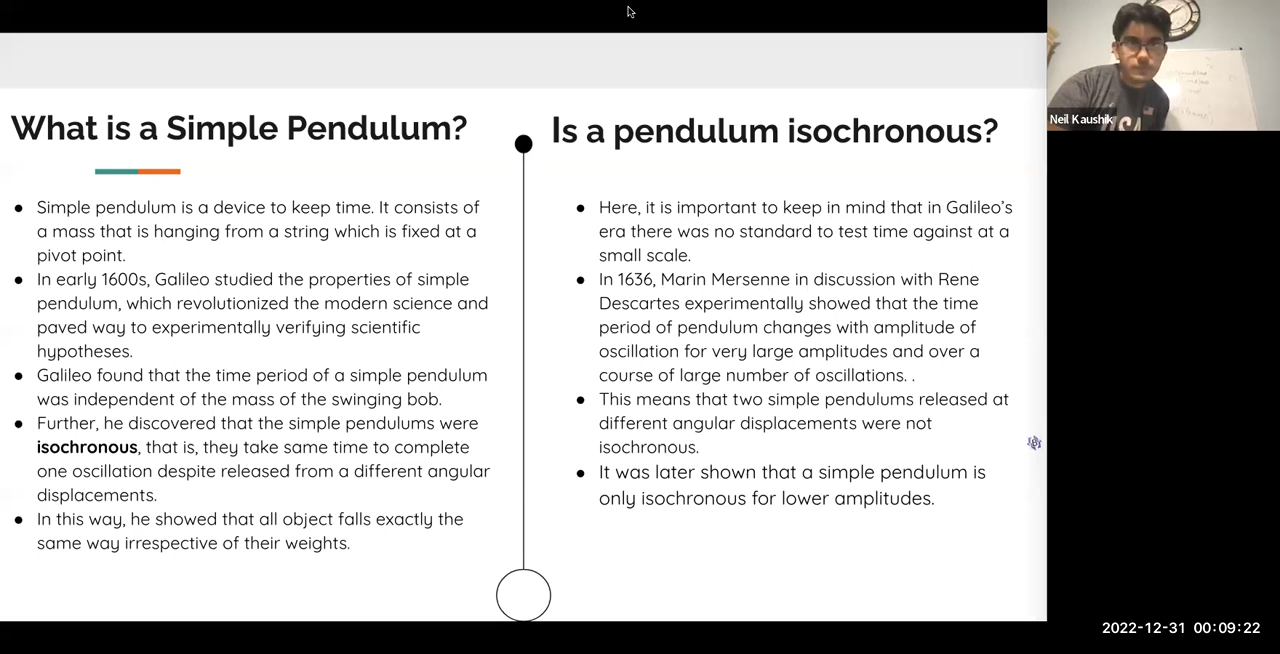 What is a Simple Pendulum?
● Simple pendulum is a device to keep time. It consists of
a mass that is hanging from a string which is fixed at a
pivot point.
● In early 1600s, Galileo studied the properties of simple
pendulum, which revolutionized the modern science and
paved way to experimentally verifying scientific
hypotheses.
● Galileo found that the time period of a simple pendulum
was independent of the mass of the swinging bob.
● Further, he discovered that the simple pendulums were
isochronous, that is, they take same time to complete
one oscillation despite released from a different angular
displacements.
● In this way, he showed that all object falls exactly the
same way irrespective of their weights.
Is a pendulum isochronous?
● Here, it is important to keep in mind that in Galileo’s
era there was no standard to test time against at a
small scale.
● In 1636, Marin Mersenne in discussion with Rene
Descartes experimentally showed that the time
period of pendulum changes with amplitude of
oscillation for very large amplitudes and over a
course of large number of oscillations. .
● This means that two simple pendulums released at
different angular displacements were not
isochronous.
● It was later shown that a simple pendulum is
only isochronous for lower amplitudes.
Neil Kaushik
2022-12-31 00:09:22